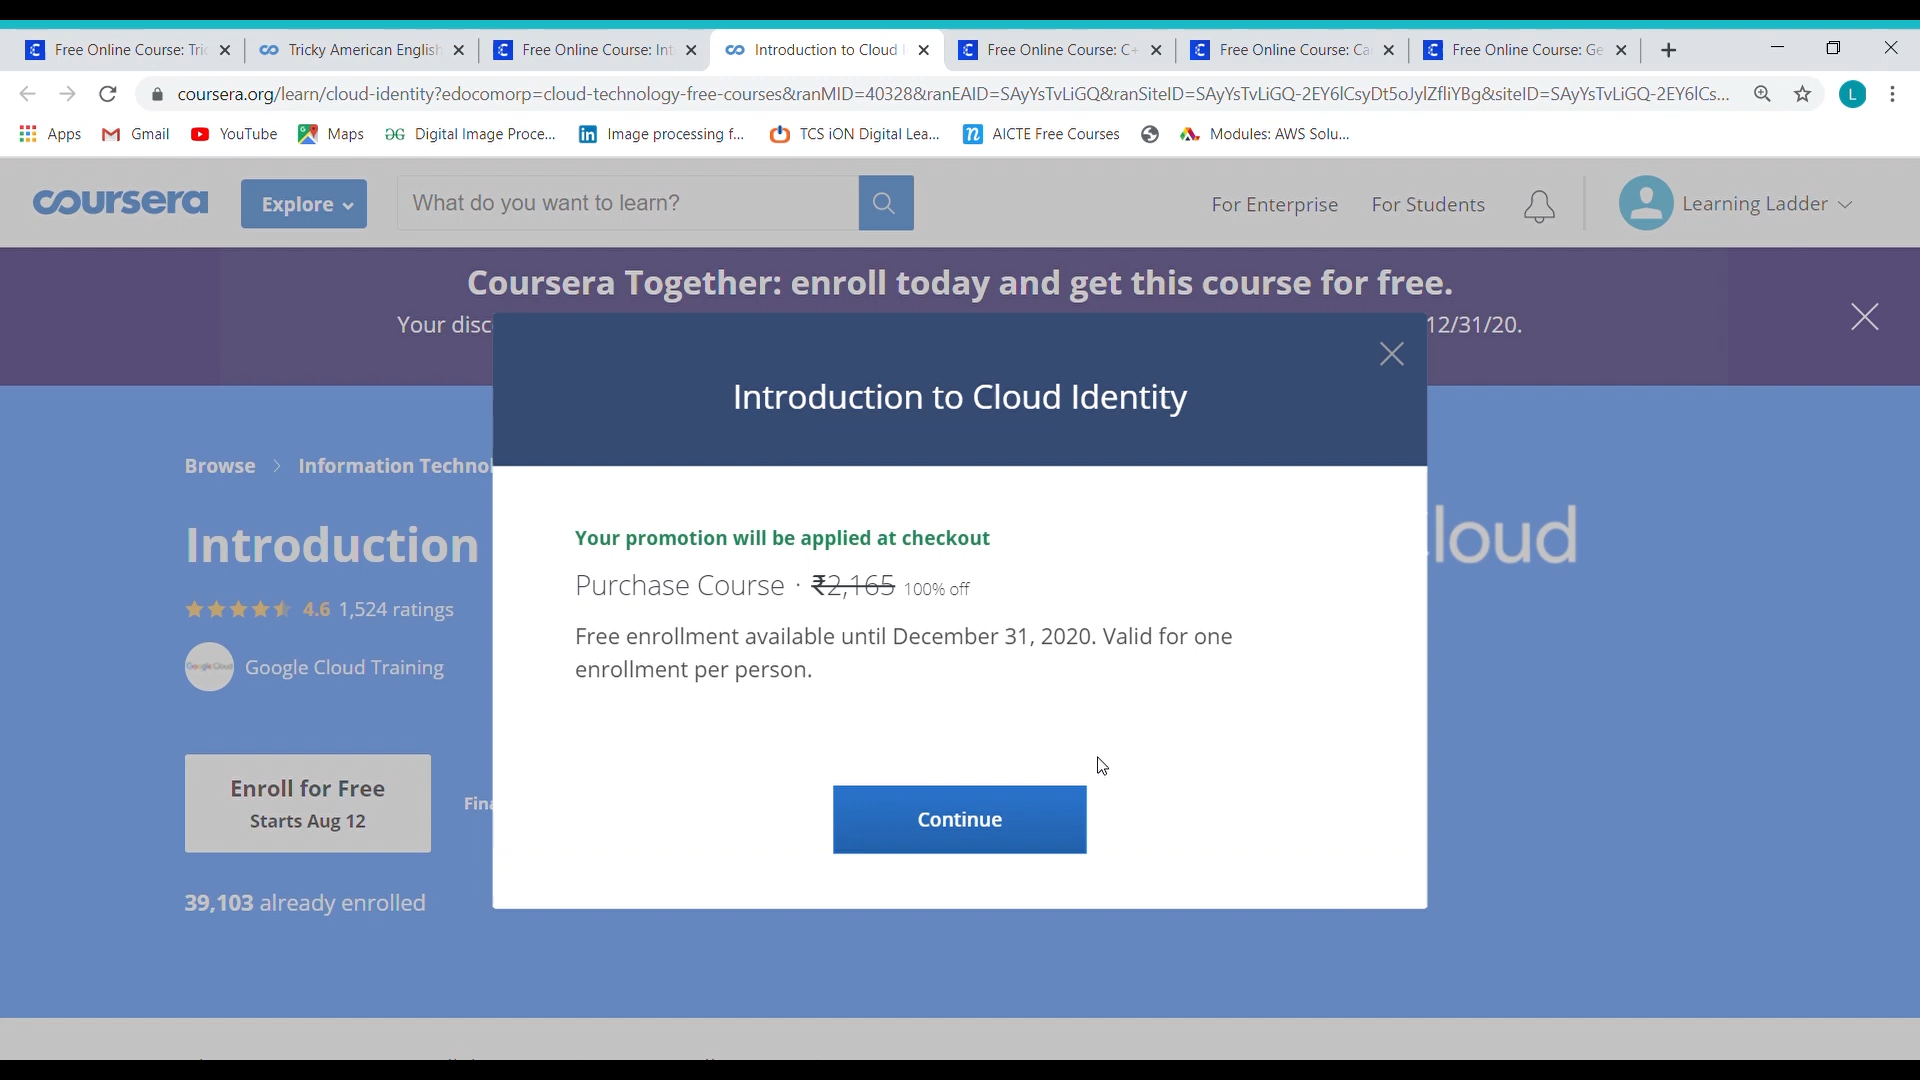 Free Online Course: Tric
Tricky American English
Free Online Course: Int
Introduction to Cloud I
Free Online Course: C+
Free Online Course: Ca
Free Online Course: Ge
coursera.org/learn/cloud-identity?edocomorp=cloud-technology-free-courses&ranMID=40328&ranEAID=SAyYsTvLiGQ&ranSiteID=SAyYsTvLiGQ-2EY6lCsyDt5oJylZfliYBg&siteID=SAyYsTvLiGQ-2EY6lCs...
L
Apps
Gmail
YouTube
Maps
Digital Image Proce...
Image processing f...
TCS iON Digital Lea...
AICTE Free Courses
Modules: AWS Solu...
coursera
Explore
What do you want to learn?
For Enterprise
For Students
Learning Ladder
Coursera Together: enroll today and get this course for free.
Your disc
12/31/20.
Introduction to Cloud Identity
Browse > Information Technol
Introduction
loud
4.6 1,524 ratings
Google Cloud Training
Your promotion will be applied at checkout
Purchase Course · ₹2,165 100% off
Free enrollment available until December 31, 2020. Valid for one
enrollment per person.
Enroll for Free
Starts Aug 12
Fina
Continue
39,103 already enrolled